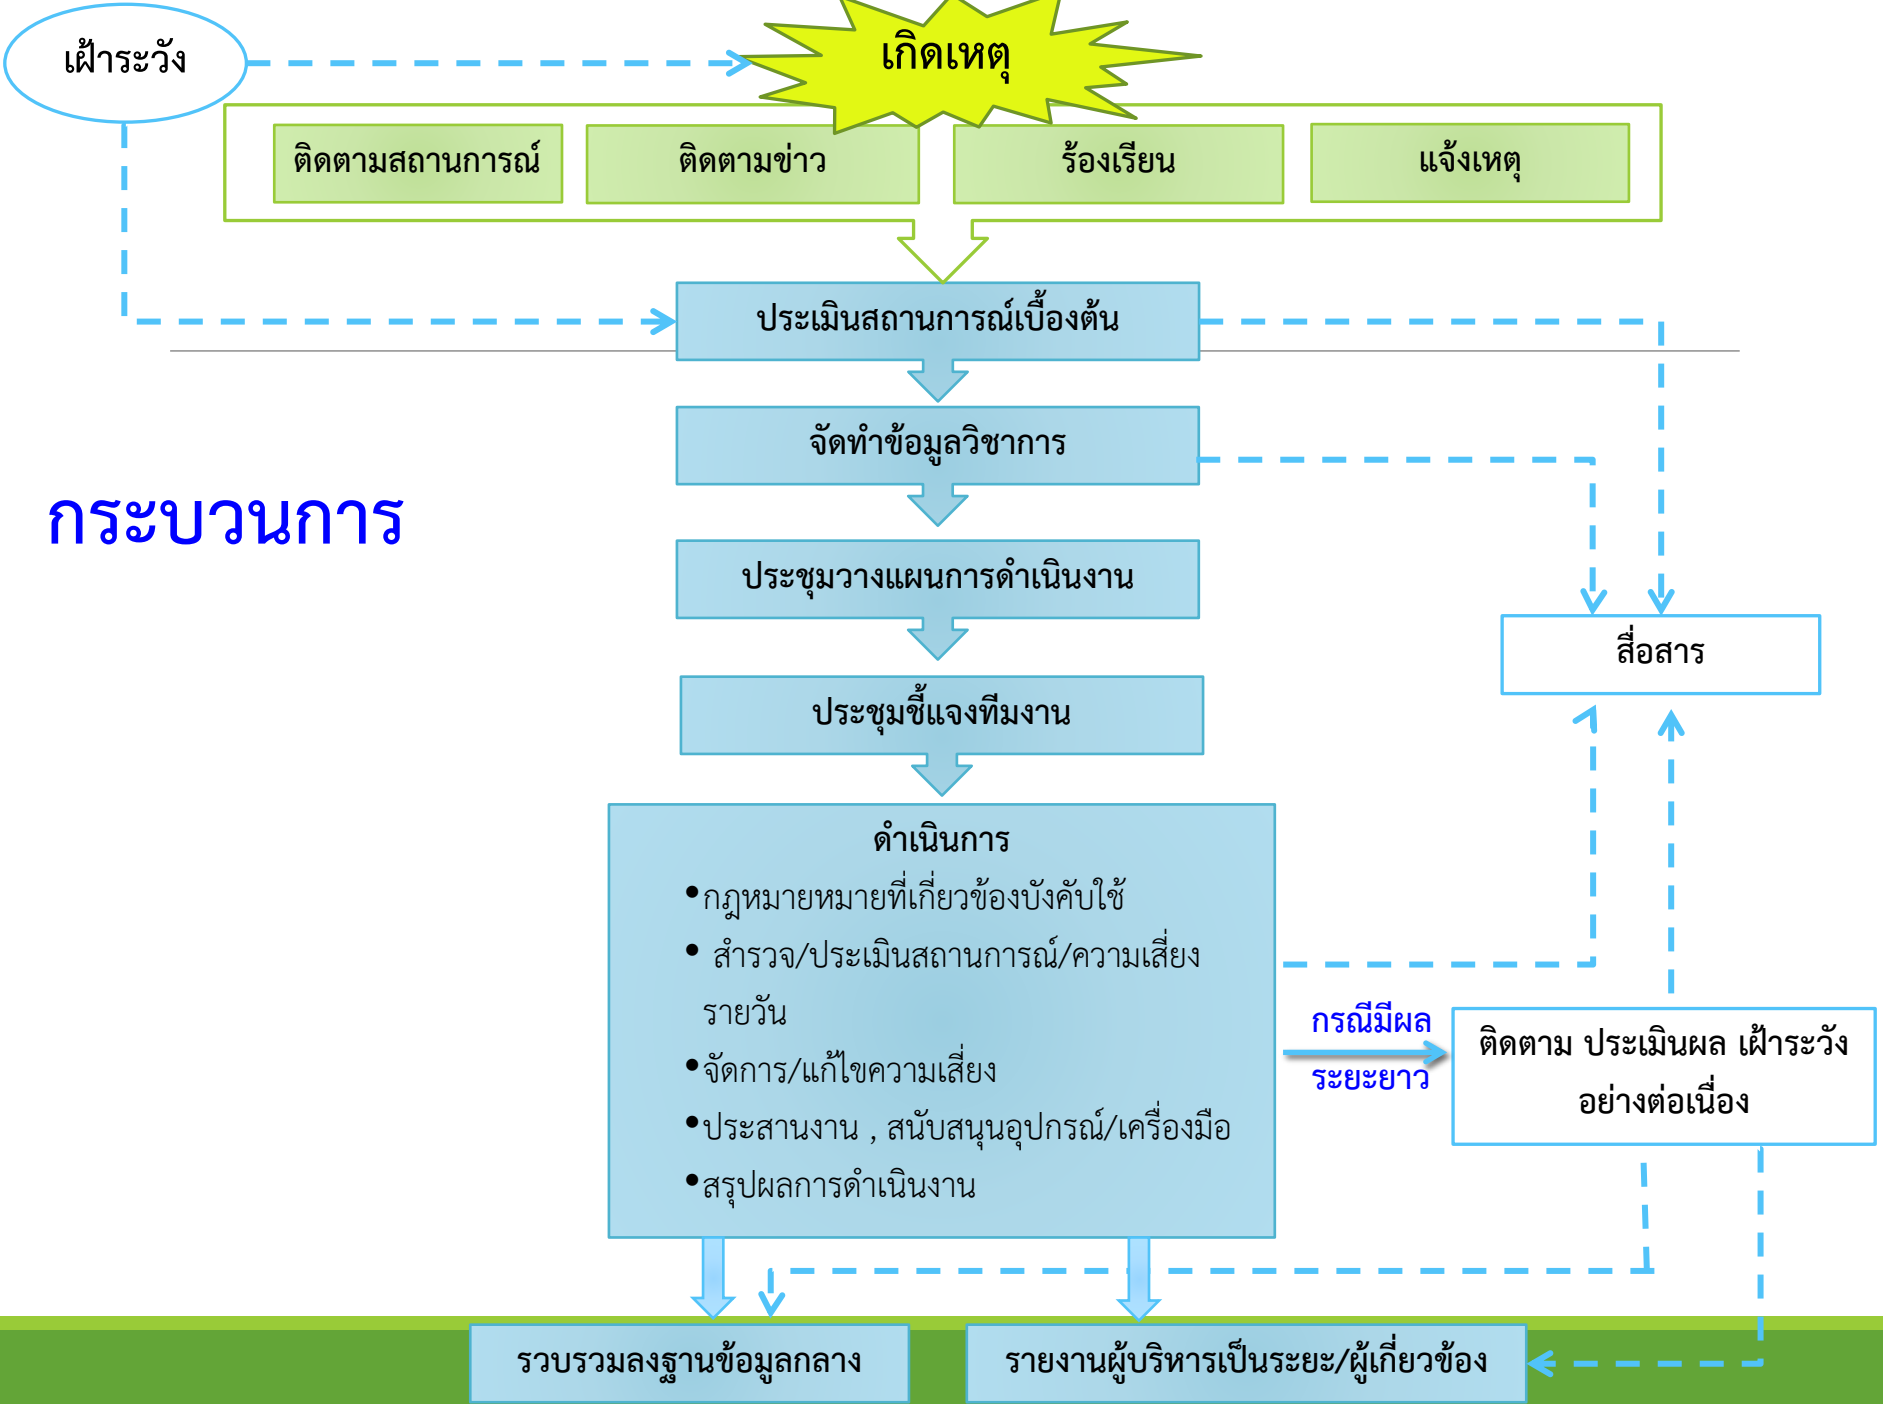 เฝ้าระวัง
เกิดเหตุ
ติดตามสถานการณ์
ติดตามข่าว
ร้องเรียน
แจ้งเหตุ
ประเมินสถานการณ์เบื้องต้น
จัดทำข้อมูลวิชาการ
กระบวนการ
ประชุมวางแผนการดำเนินงาน
สื่อสาร
ประชุมชี้แจงทีมงาน
ดำเนินการ
•กฎหมายหมายที่เกี่ยวข้องบังคับใช้
• สำรวจ/ประเมินสถานการณ์/ความเสี่ยง
รายวัน
•จัดการ/แก้ไขความเสี่ยง
•ประสานงาน , สนับสนุนอุปกรณ์/เครื่องมือ
•สรุปผลการดำเนินงาน
กรณีมีผล
ระยะยาว
ติดตาม ประเมินผล เฝ้าระวัง
อย่างต่อเนื่อง
รวบรวมลงฐานข้อมูลกลาง
รายงานผู้บริหารเป็นระยะ/ผู้เกี่ยวข้อง